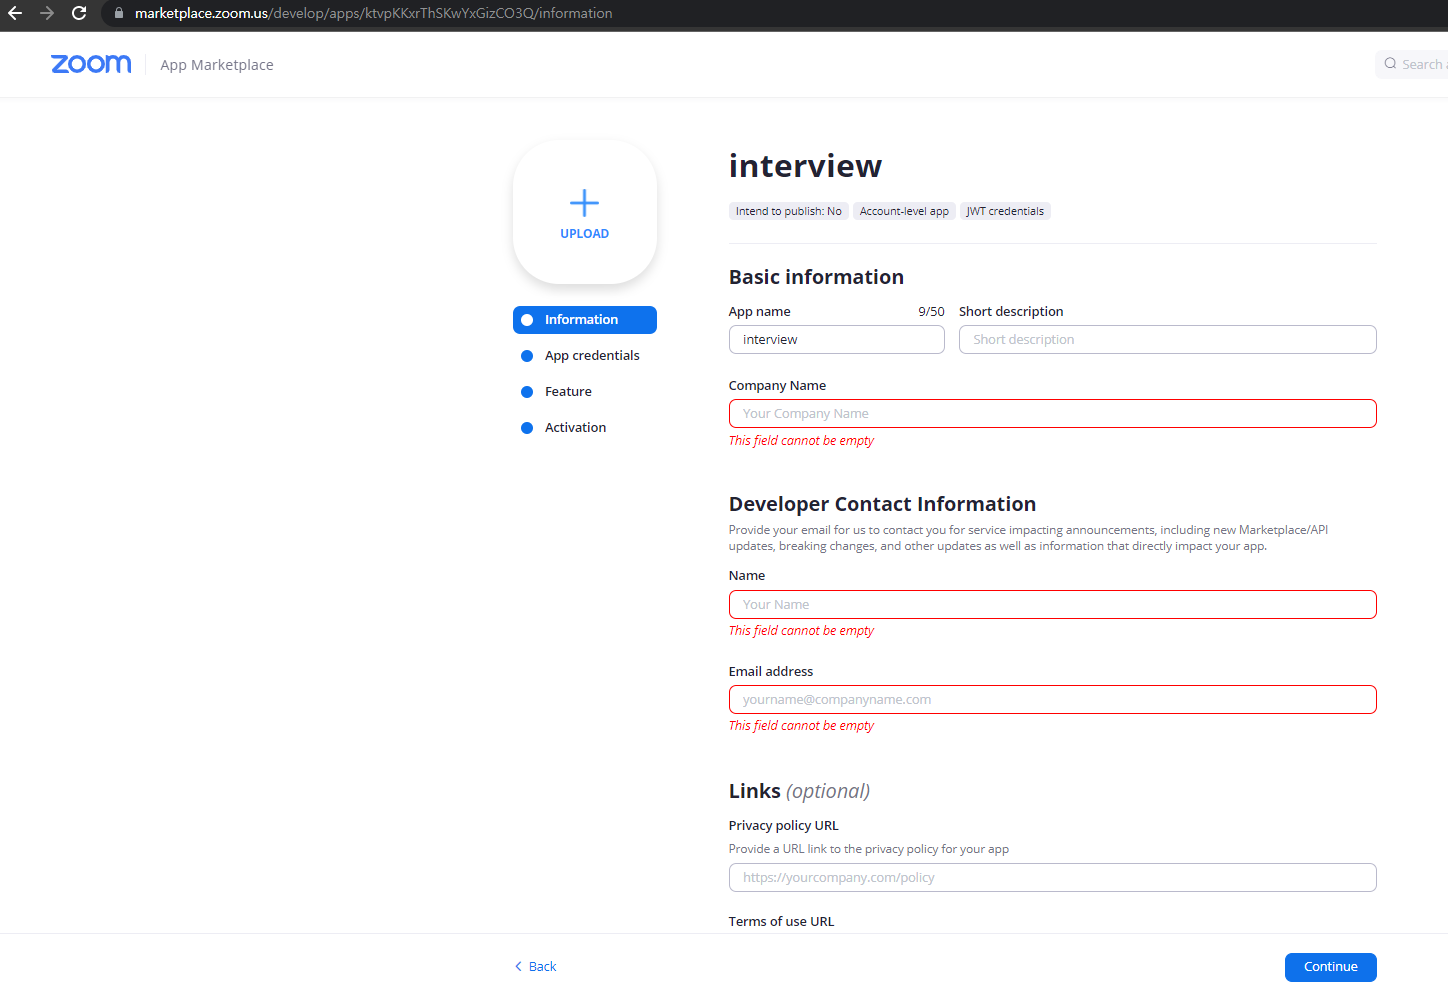 marketplace.zoom.us/develop/apps/ktvpKKxrThSKwYxGizCO3Q/information
zoom
App Marketplace
Search a
UPLOAD
Information
App credentials
Feature
Activation
interview
Intend to publish: No
Account-level app
JWT credentials
Basic information
App name
9/50
Short description
interview
Short description
Company Name
Your Company Name
This field cannot be empty
Developer Contact Information
Provide your email for us to contact you for service impacting announcements, including new Marketplace/API
updates, breaking changes, and other updates as well as information that directly impact your app.
Name
Your Name
This field cannot be empty
Email address
yourname@companyname.com
This field cannot be empty
Links (optional)
Privacy policy URL
Provide a URL link to the privacy policy for your app
https://yourcompany.com/policy
Terms of use URL
Back
Continue